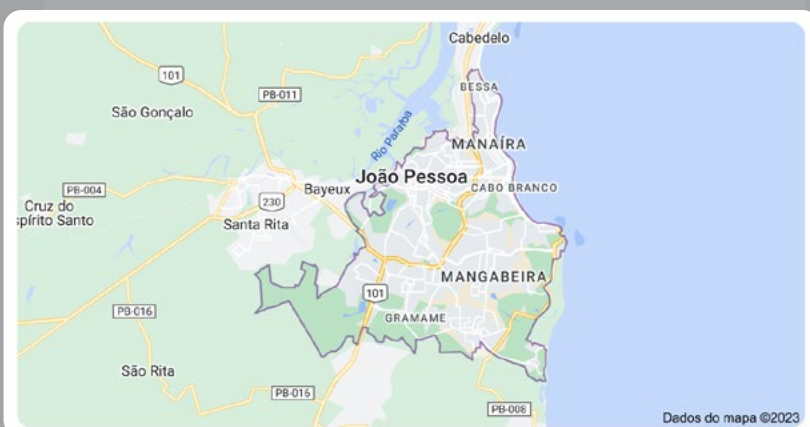 Cabedelo
101
BESSA
PB-011
São Gonçalo
Rio Paraíba
MANAÍRA
João Pessoa
CABO BRANCO
PB-004
Bayeux
230
Cruz do
spírito Santo
Santa Rita
MANGABEIRA
101
PB-016
GRAMAME
São Rita
PB-016
PB-008
Dados do mapa ©2023